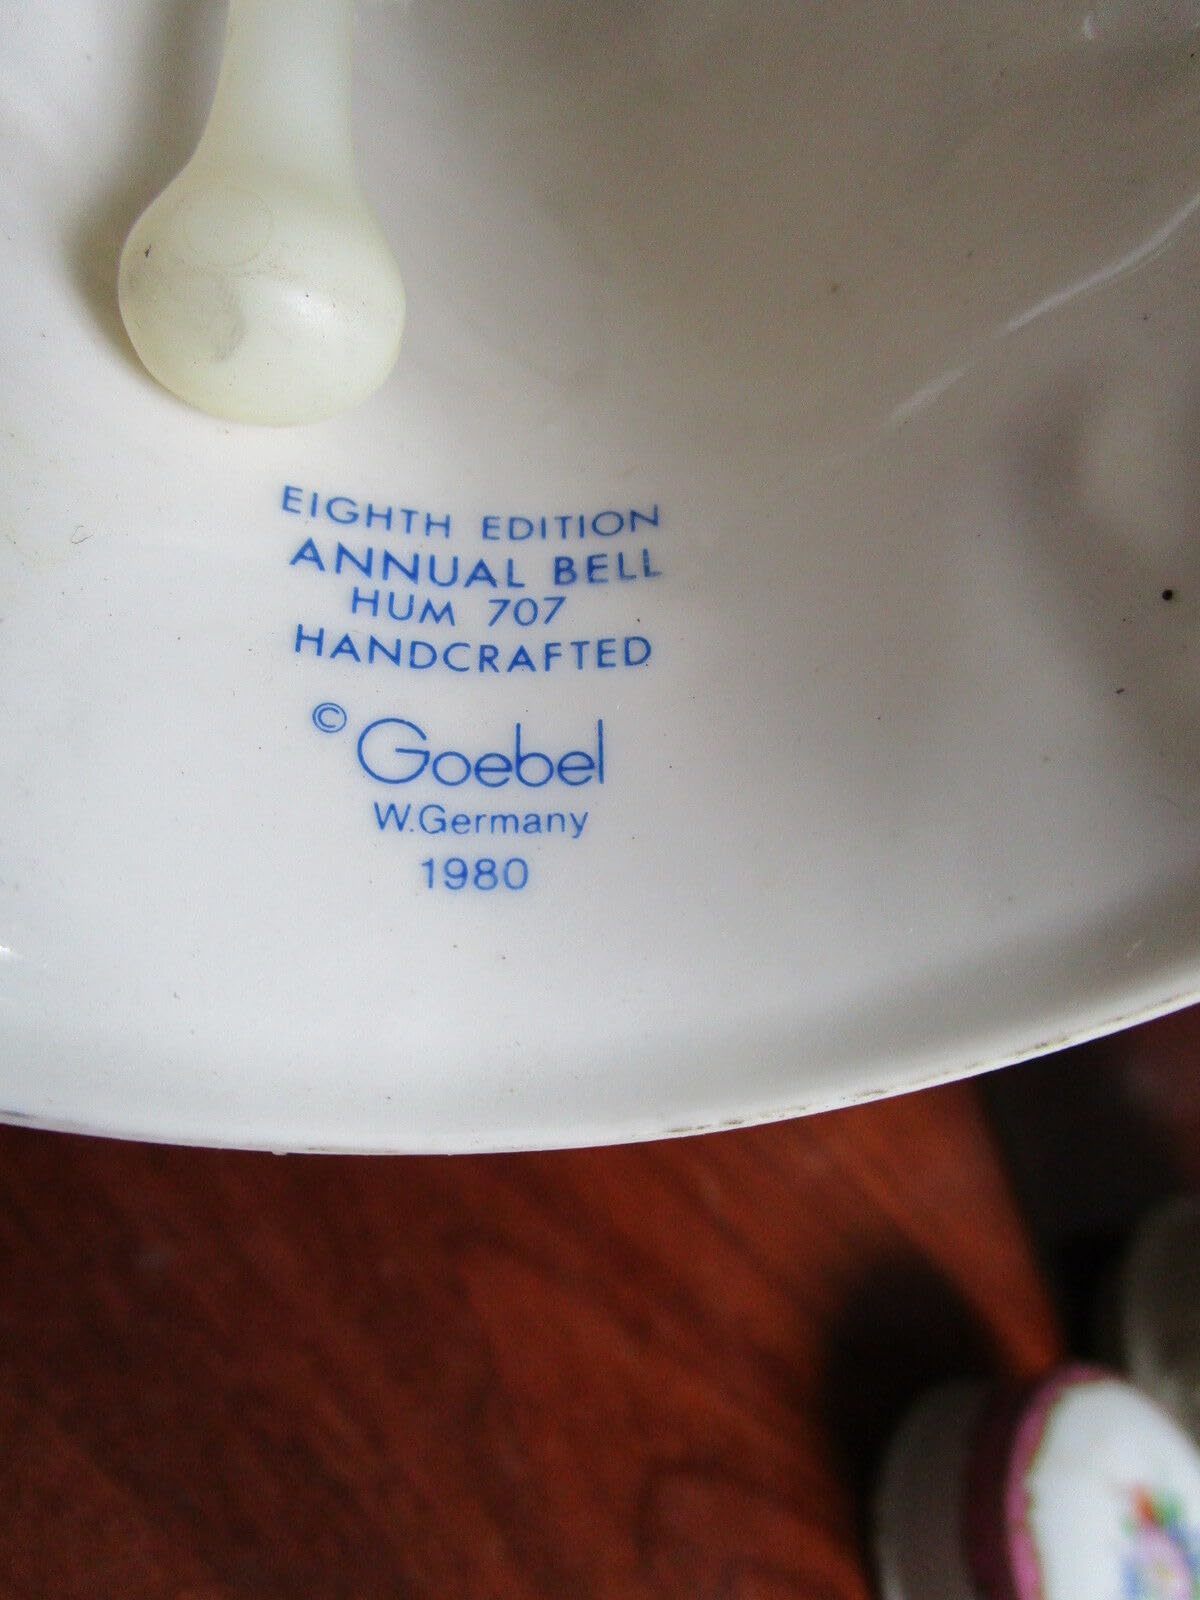 EIGHTH EDITION
ANNUAL BELL
HUM 707
HANDCRAFTED
© Goebel
W.Germany
1980